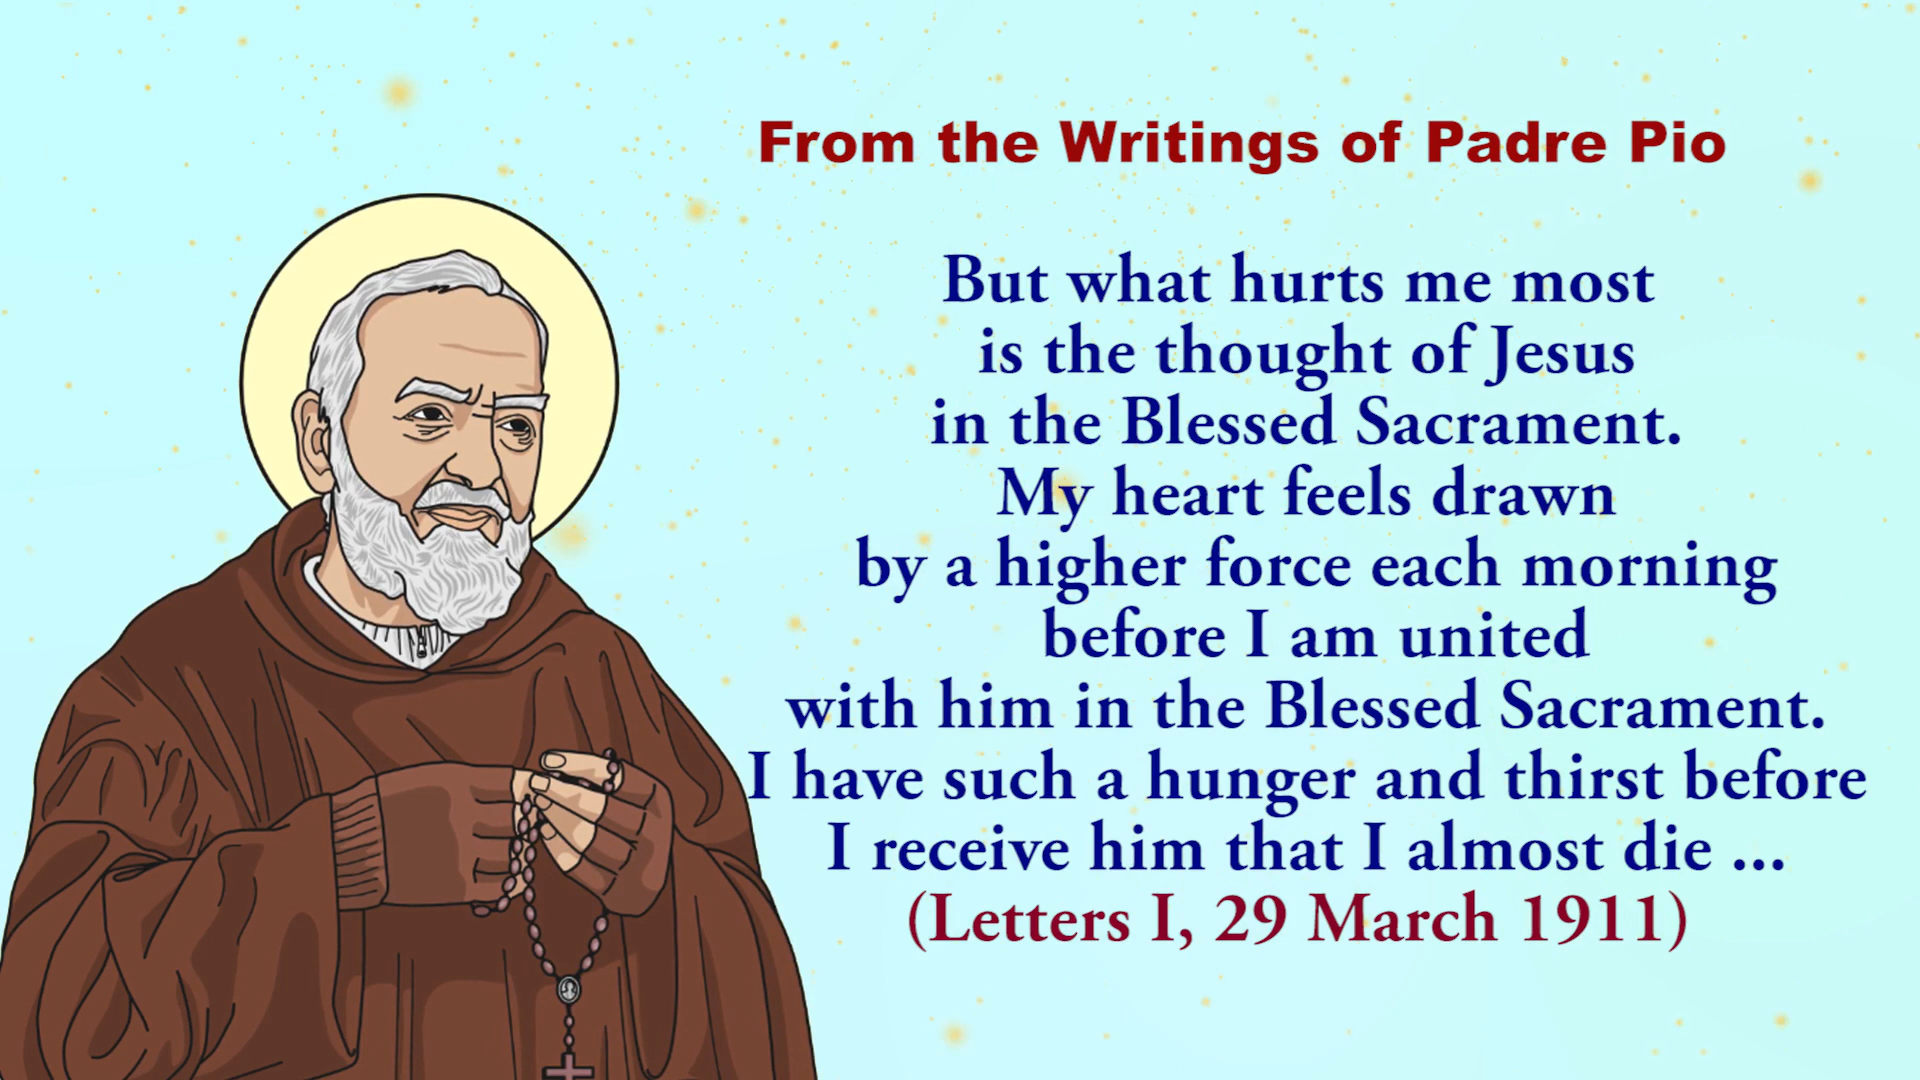 From the Writings of Padre Pio
But what hurts me most
is the thought of Jesus
in the Blessed Sacrament.
My heart feels drawn
by a higher force each morning
before I am united
with him in the Blessed Sacrament.
I have such a hunger and thirst before
I receive him that I almost die ...
(Letters I, 29 March 1911)